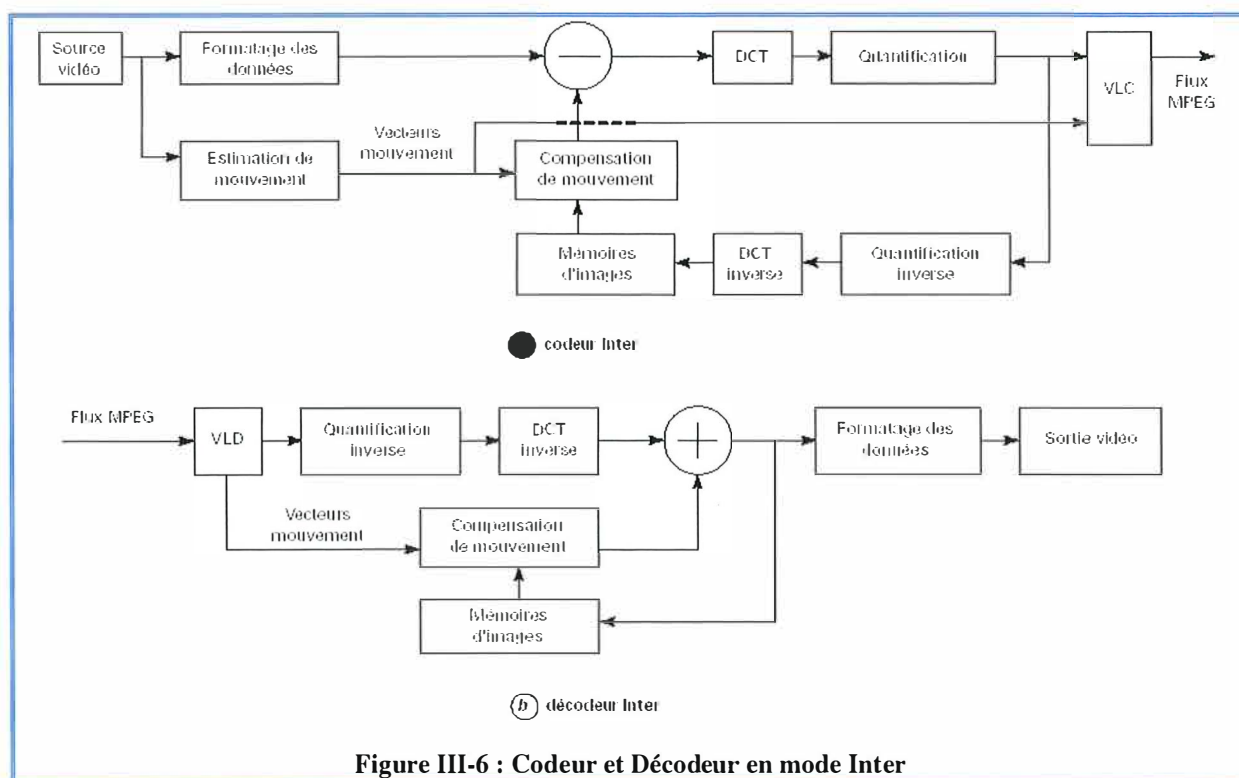 Source
vidéo
Formatage des
données
DCT
Quantification
VLC
Flux
MPEG
Vecteurs
mouvement
Estimation de
mouvement
Compensation
de mouvement
Mémoires
d'images
DCT
inverse
Quantification
inverse
codeur Inter
Flux MPEG
VLD
Quantification
inverse
DCT
inverse
Formatage des
données
Sortie vidéo
Vecteurs
mouvement
Compensation
de mouvement
Mémoires
d'images
b décodeur Inter
Figure III-6 : Codeur et Décodeur en mode Inter